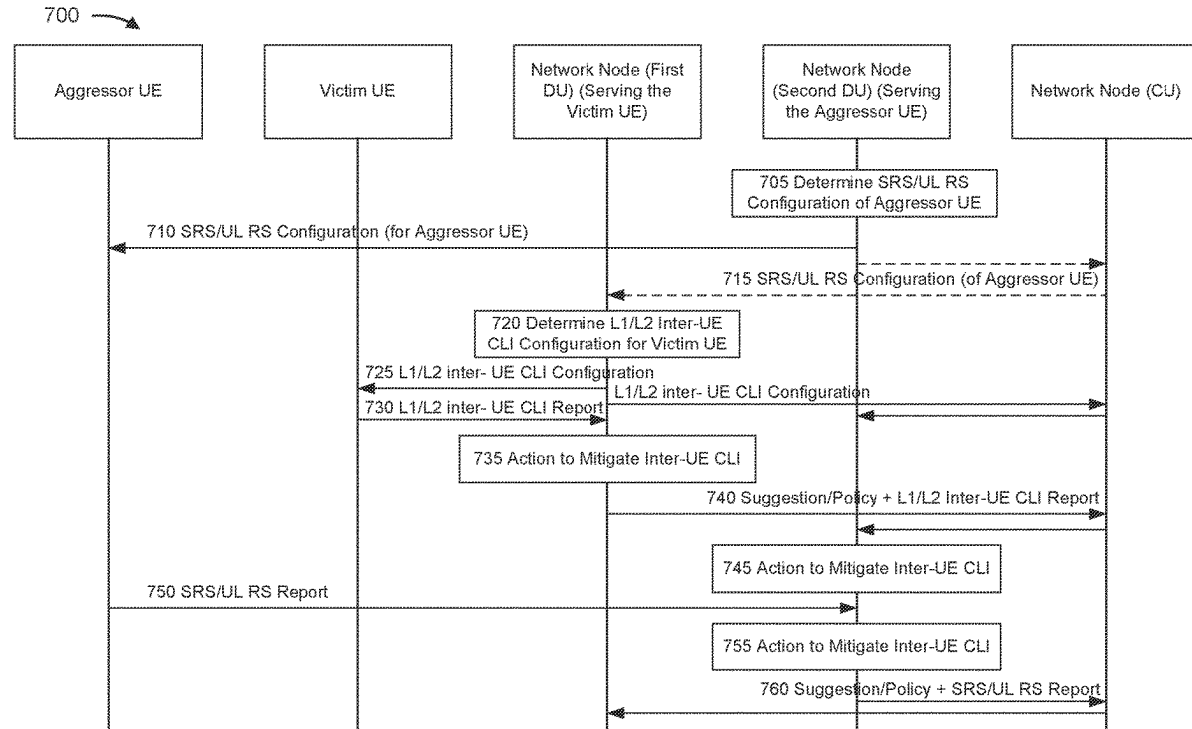 700
Aggressor UE
Victim UE
Network Node (First
DU) (Serving the
Victim UE)
Network Node
(Second DU) (Serving
the Aggressor UE)
Network Node (CU)
705 Determine SRS/UL RS
Configuration of Aggressor UE
710 SRS/UL RS Configuration (for Aggressor UE)
715 SRS/UL RS Configuration (of Aggressor UE)
720 Determine L1/L2 Inter-UE
CLI Configuration for Victim UE
725 L1/L2 inter- UE CLI Configuration
L1/L2 inter- UE CLI Configuration
730 L1/L2 inter- UE CLI Report
735 Action to Mitigate Inter-UE CLI
740 Suggestion/Policy + L1/L2 Inter-UE CLI Report
745 Action to Mitigate Inter-UE CLI
750 SRS/UL RS Report
755 Action to Mitigate Inter-UE CLI
760 Suggestion/Policy + SRS/UL RS Report